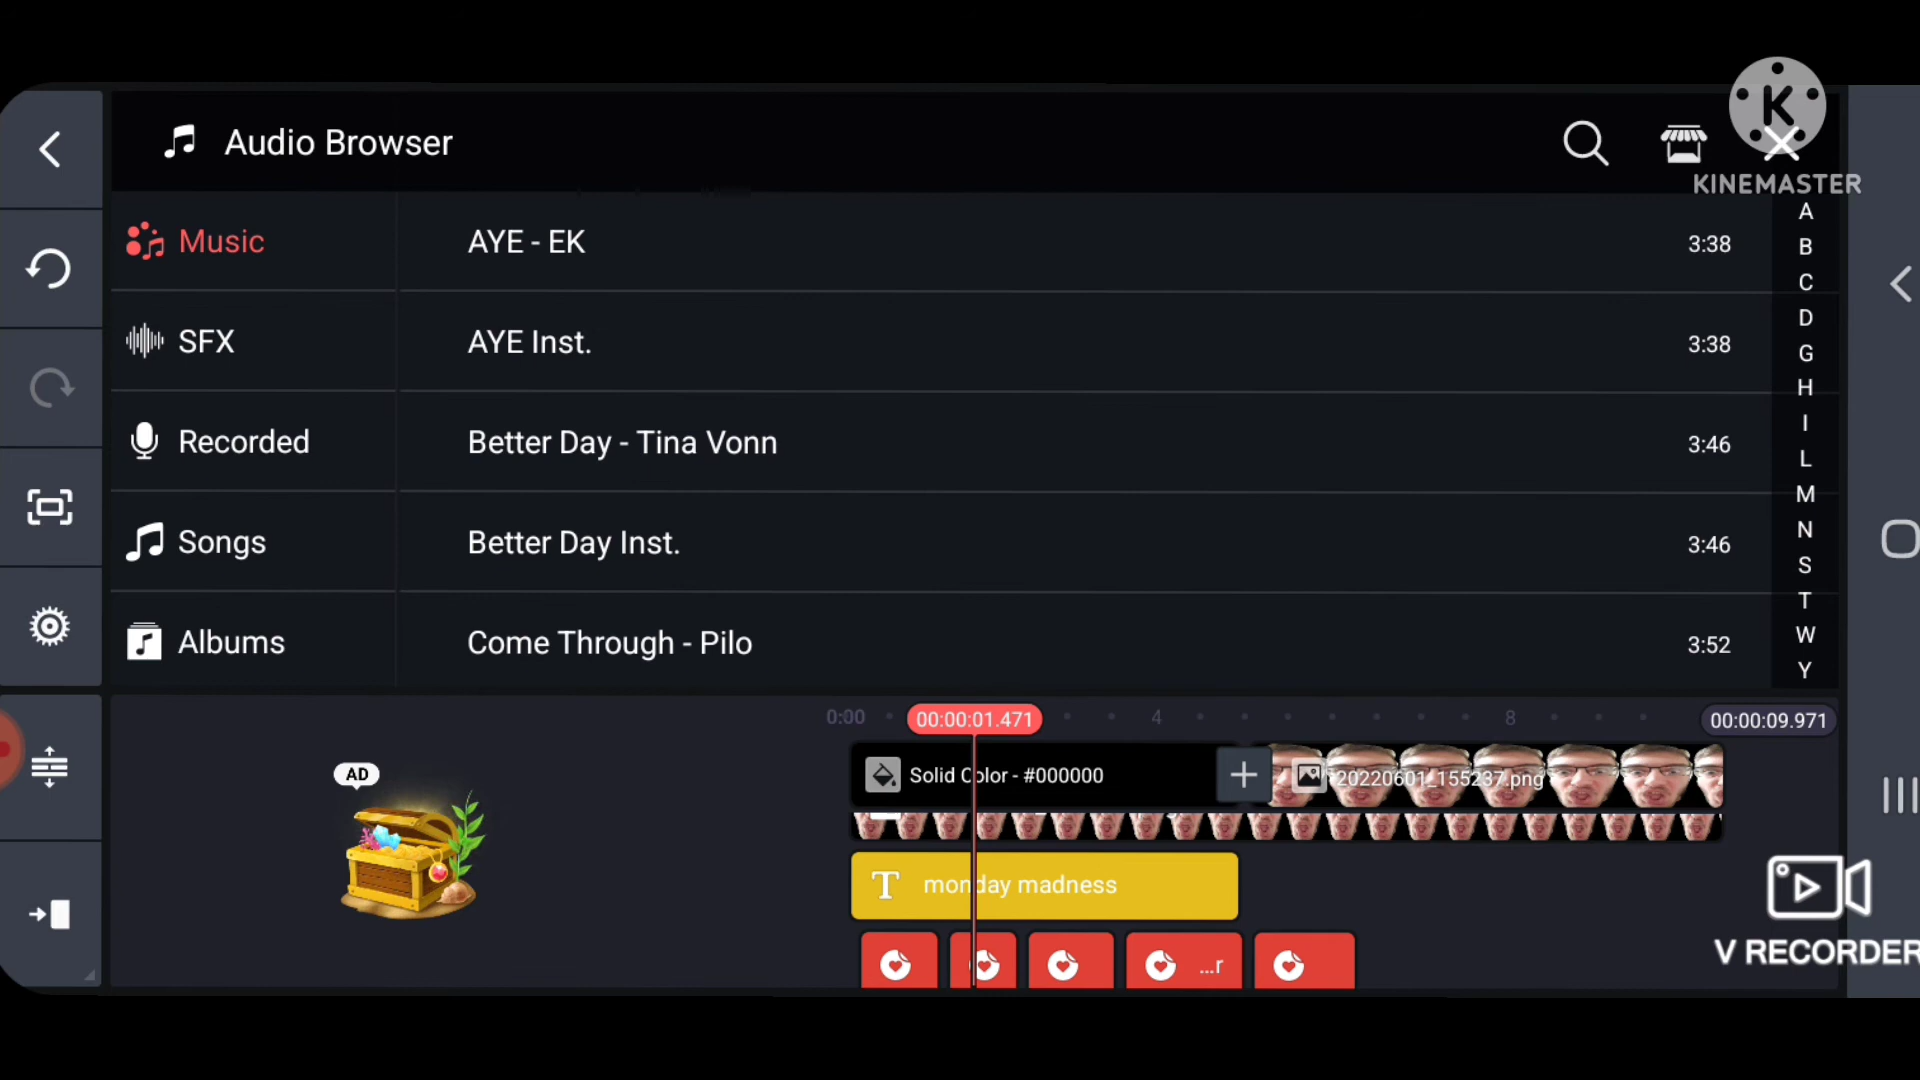 Audio Browser
K
KINEMASTER
Music
AYE - EK
3:38
SFX
AYE Inst.
3:38
Recorded
Better Day - Tina Vonn
3:46
Songs
Better Day Inst.
3:46
Albums
Come Through - Pilo
3:52
A
B
C
D
G
H
I
L
M
N
S
T
W
Y
0:00
00:00:01.471
4
8
00:00:09.971
AD
Solid Color - #000000
20220601_155237.png
T
monday madness
...r
V RECORDER